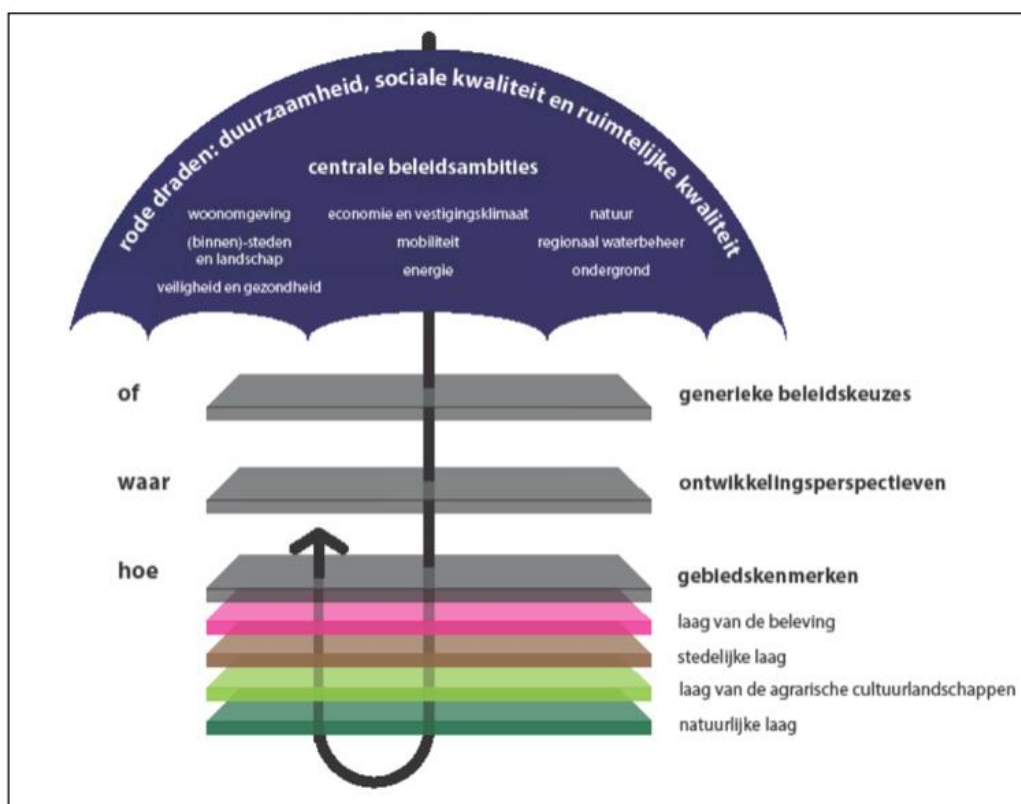 rode draden: duurzaamheid, sociale kwaliteit en ruimtelijke kwaliteit
centrale beleidsambities
woonomgeving
(binnen)-steden
en landschap
veiligheid en gezondheid
economie en vestigingsklimaat
mobiliteit
energie
natuur
regionaal waterbeheer
ondergrond
of
generieke beleidskeuzes
waar
ontwikkelingsperspectieven
hoe
gebiedskenmerken
laag van de beleving
stedelijke laag
laag van de agrarische cultuurlandschappen
natuurlijke laag